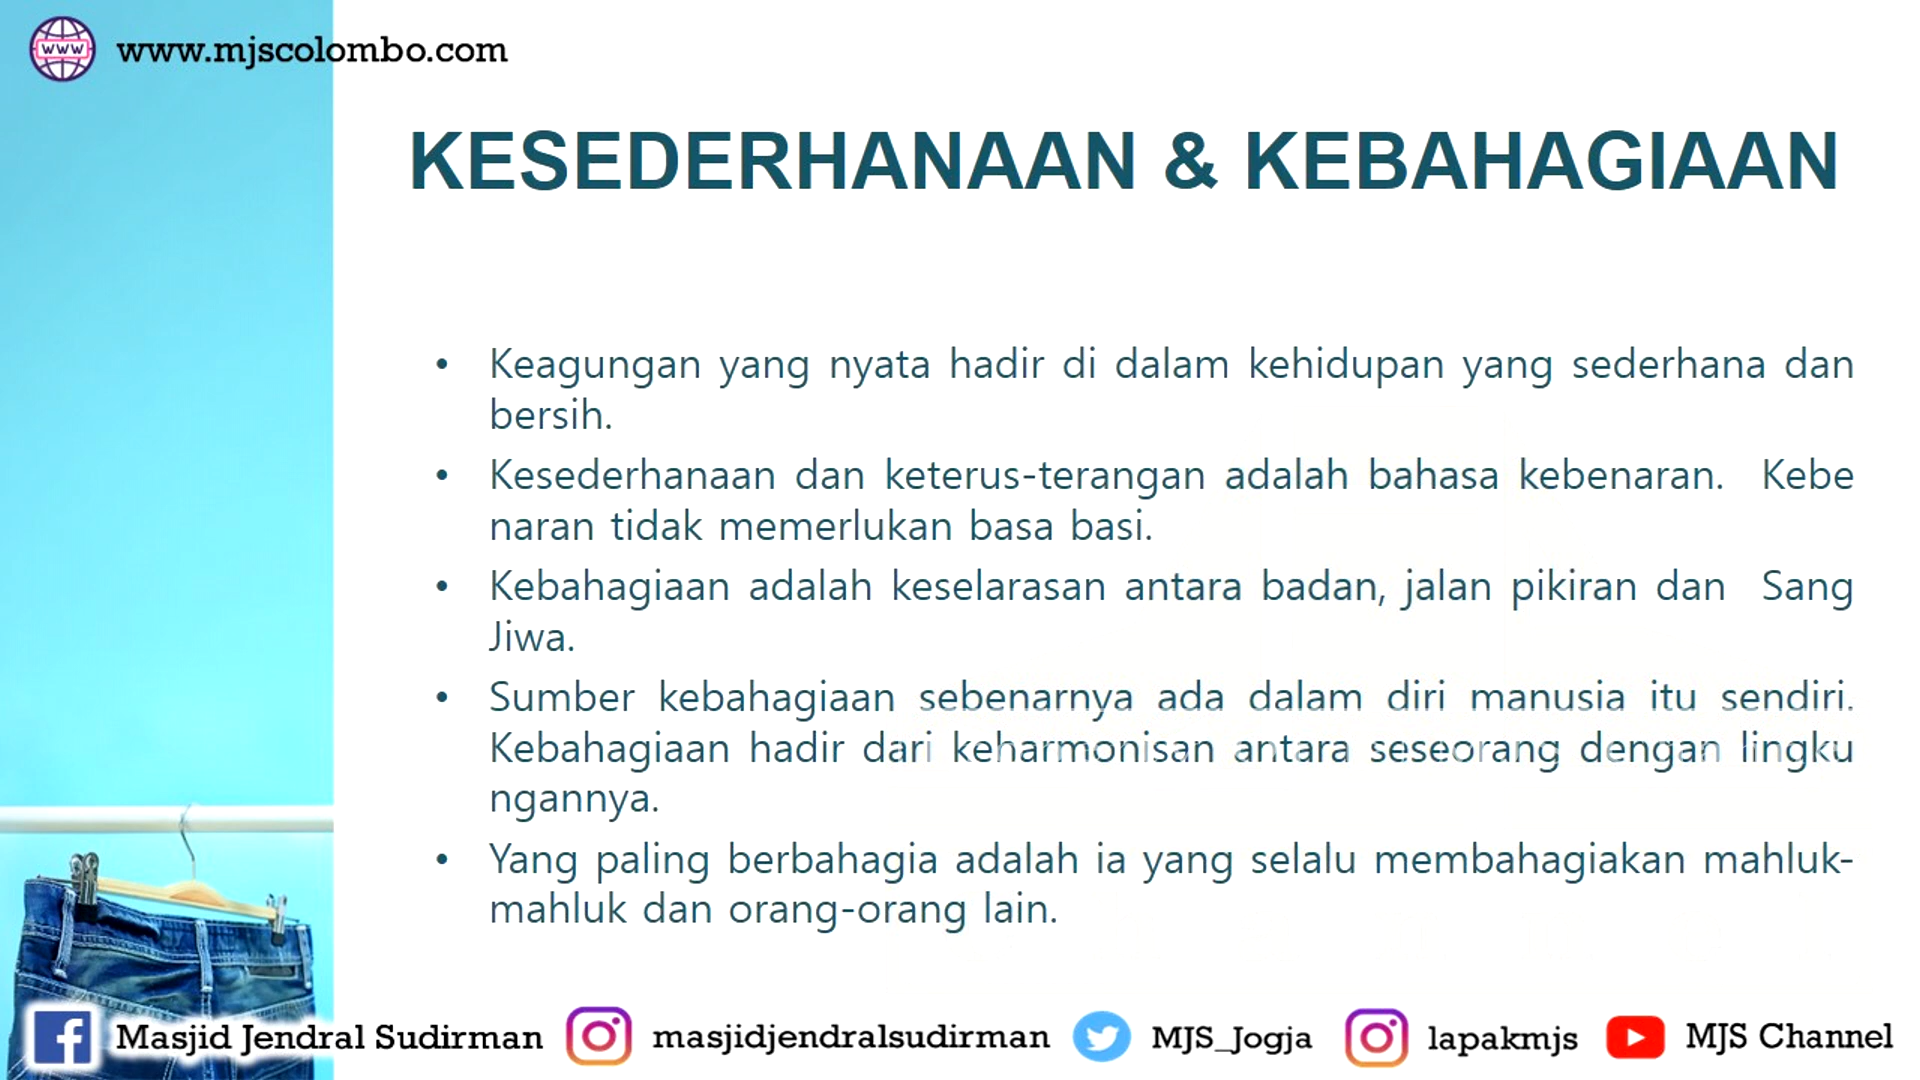 www
www.mjscolombo.com
KESEDERHANAAN & KEBAHAGIAAN
• Keagungan yang nyata hadir di dalam kehidupan yang sederhana dan
bersih.
• Kesederhanaan dan keterus-terangan adalah bahasa kebenaran. Kebe
naran tidak memerlukan basa basi.
• Kebahagiaan adalah keselarasan antara badan, jalan pikiran dan Sang
Jiwa.
• Sumber kebahagiaan sebenarnya ada dalam diri manusia itu sendiri.
Kebahagiaan hadir dari keharmonisan antara seseorang dengan lingku
ngannya.
• Yang paling berbahagia adalah ia yang selalu membahagiakan mahluk-
mahluk dan orang-orang lain.
Masjid Jendral Sudirman masjidjendralsudirman MJS_Jogja lapakmjs MJS Channel